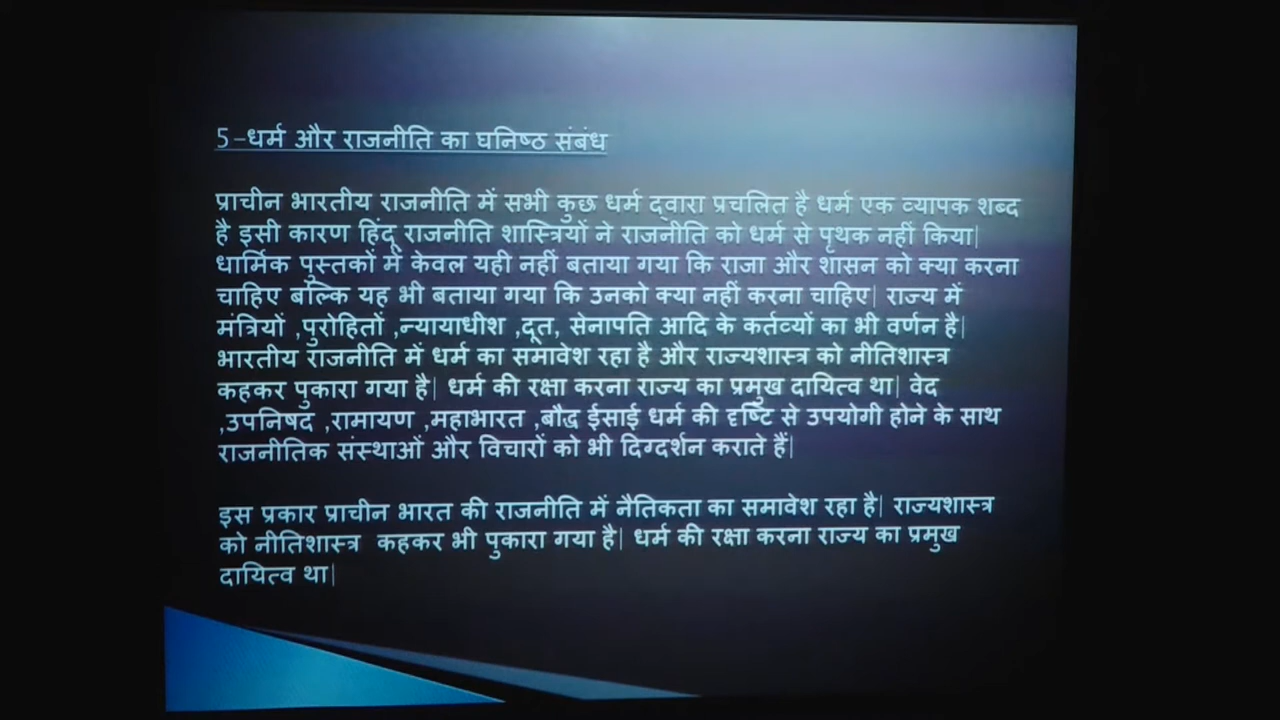 5-धर्म और राजनीति का घनिष्ठ संबंध
प्राचीन भारतीय राजनीति में सभी कुछ धर्म द्वारा प्रचलित है धर्म एक व्यापक शब्द
है इसी कारण हिंदू राजनीति शास्त्रियों ने राजनीति को धर्म से पृथक नहीं किया|
धार्मिक पुस्तकों में केवल यही नहीं बताया गया कि राजा और शासन को क्या करना
चाहिए बल्कि यह भी बताया गया कि उनको क्या नहीं करना चाहिए| राज्य में
मंत्रियों ,पुरोहितों ,न्यायाधीश ,दूत, सेनापति आदि के कर्तव्यों का भी वर्णन है|
भारतीय राजनीति में धर्म का समावेश रहा है और राज्यशास्त्र को नीतिशास्त्र
कहकर पुकारा गया है| धर्म की रक्षा करना राज्य का प्रमुख दायित्व था| वेद
,उपनिषद ,रामायण ,महाभारत ,बौद्ध ईसाई धर्म की दृष्टि से उपयोगी होने के साथ
राजनीतिक संस्थाओं और विचारों को भी दिग्दर्शन कराते हैं|
इस प्रकार प्राचीन भारत की राजनीति में नैतिकता का समावेश रहा है| राज्यशास्त्र
को नीतिशास्त्र  कहकर भी पुकारा गया है| धर्म की रक्षा करना राज्य का प्रमुख
दायित्व था|